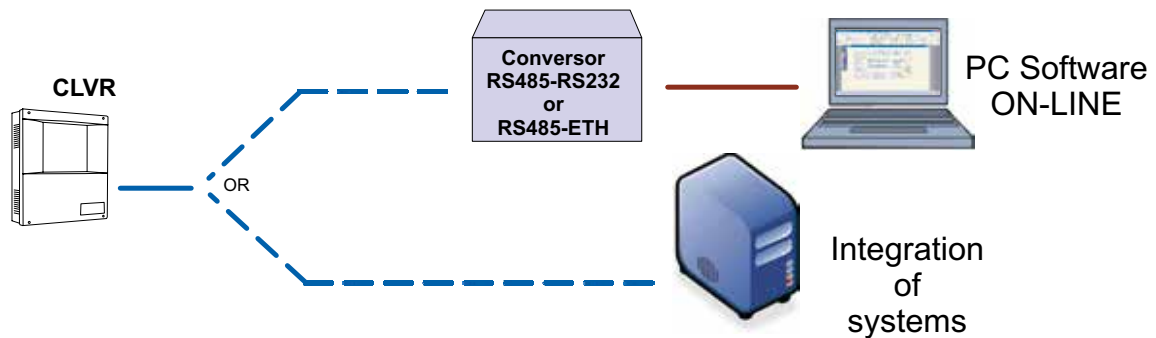 CLVR
Conversor
RS485-RS232
or
RS485-ETH
PC Software
ON-LINE
OR
Integration
of
systems